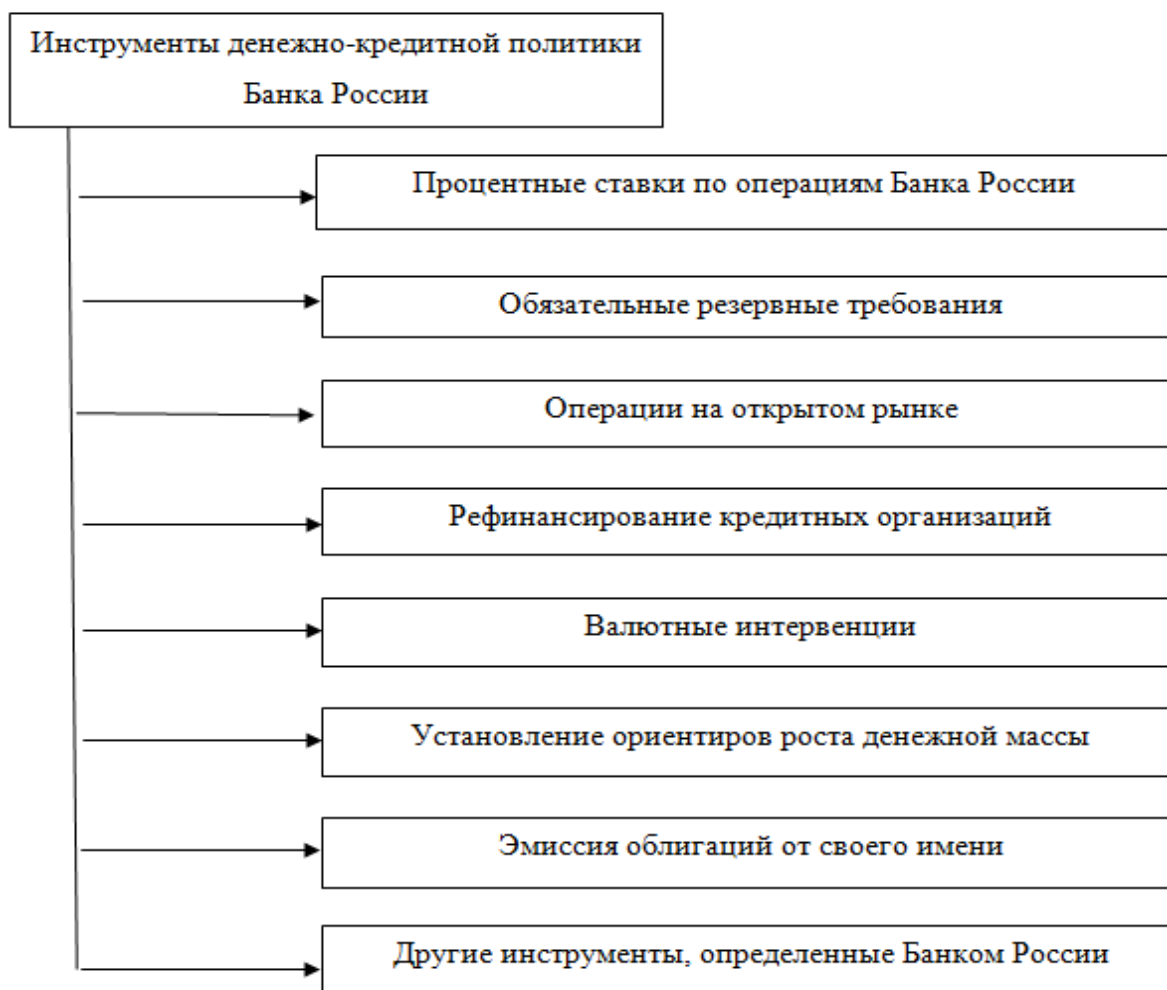 Инструменты денежно-кредитной политики
Банка России
Процентные ставки по операциям Банка России
Обязательные резервные требования
Операции на открытом рынке
Рефинансирование кредитных организаций
Валютные интервенции
Установление ориентиров роста денежной массы
Эмиссия облигаций от своего имени
Другие инструменты, определенные Банком России